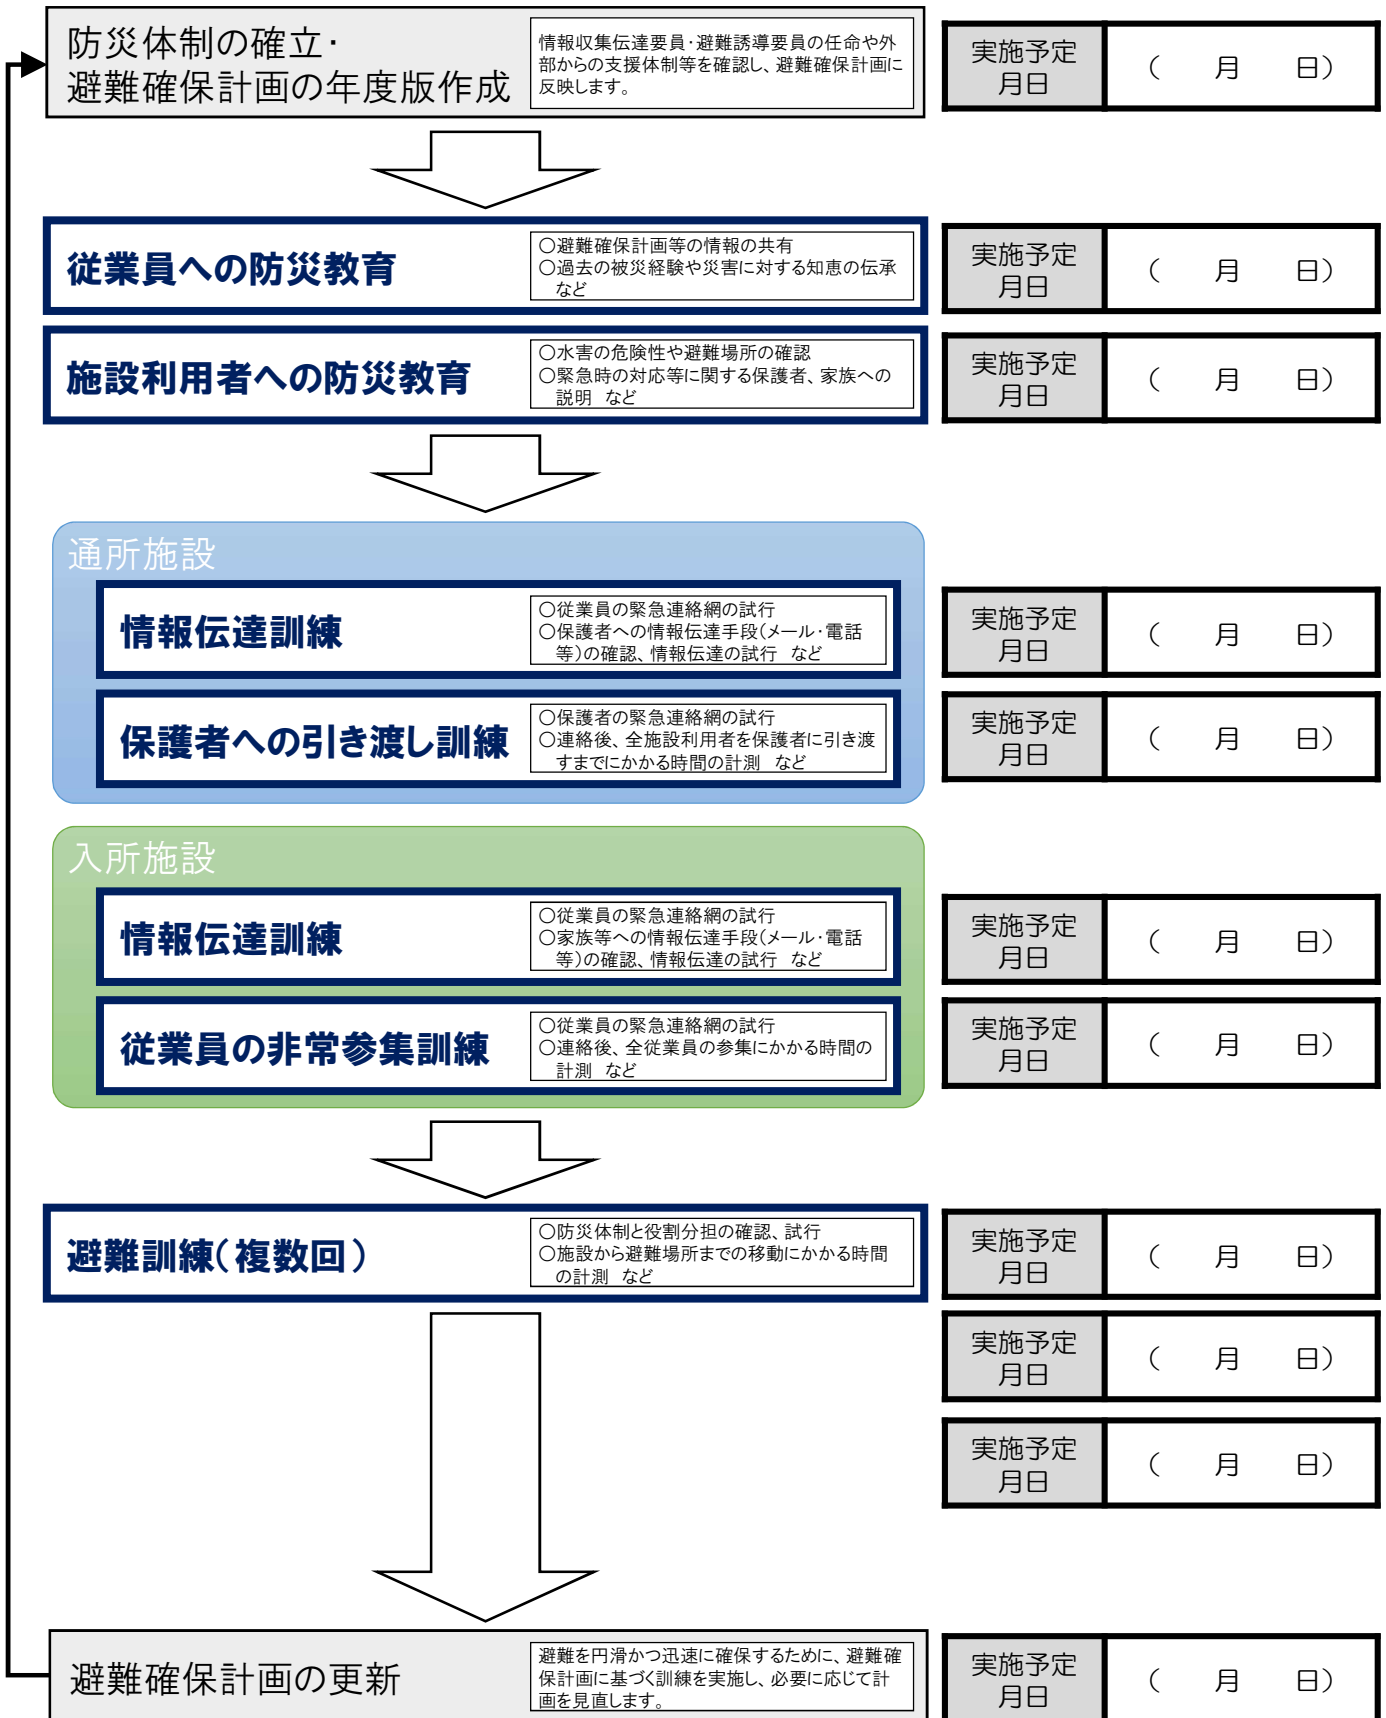 防災体制の確立・
避難確保計画の年度版作成
情報収集伝達要員・避難誘導要員の任命や外
部からの支援体制等を確認し、避難確保計画に
反映します。
実施予定
月日
（　月　日）
従業員への防災教育
〇避難確保計画等の情報の共有
〇過去の被災経験や災害に対する知恵の伝承
など
実施予定
月日
（　月　日）
施設利用者への防災教育
〇水害の危険性や避難場所の確認
〇緊急時の対応等に関する保護者、家族への
説明　など
実施予定
月日
（　月　日）
通所施設
情報伝達訓練
〇従業員の緊急連絡網の試行
〇保護者への情報伝達手段（メール・電話
等）の確認、情報伝達の試行　など
実施予定
月日
（　月　日）
保護者への引き渡し訓練
〇保護者の緊急連絡網の試行
〇連絡後、全施設利用者を保護者に引き渡
すまでにかかる時間の計測　など
実施予定
月日
（　月　日）
入所施設
情報伝達訓練
〇従業員の緊急連絡網の試行
〇家族等への情報伝達手段（メール・電話
等）の確認、情報伝達の試行　など
実施予定
月日
（　月　日）
従業員の非常参集訓練
〇従業員の緊急連絡網の試行
〇連絡後、全従業員の参集にかかる時間の
計測　など
実施予定
月日
（　月　日）
避難訓練（複数回）
〇防災体制と役割分担の確認、試行
〇施設から避難場所までの移動にかかる時間
の計測　など
実施予定
月日
（　月　日）
実施予定
月日
（　月　日）
実施予定
月日
（　月　日）
避難確保計画の更新
避難を円滑かつ迅速に確保するために、避難確
保計画に基づく訓練を実施し、必要に応じて計
画を見直します。
実施予定
月日
（　月　日）